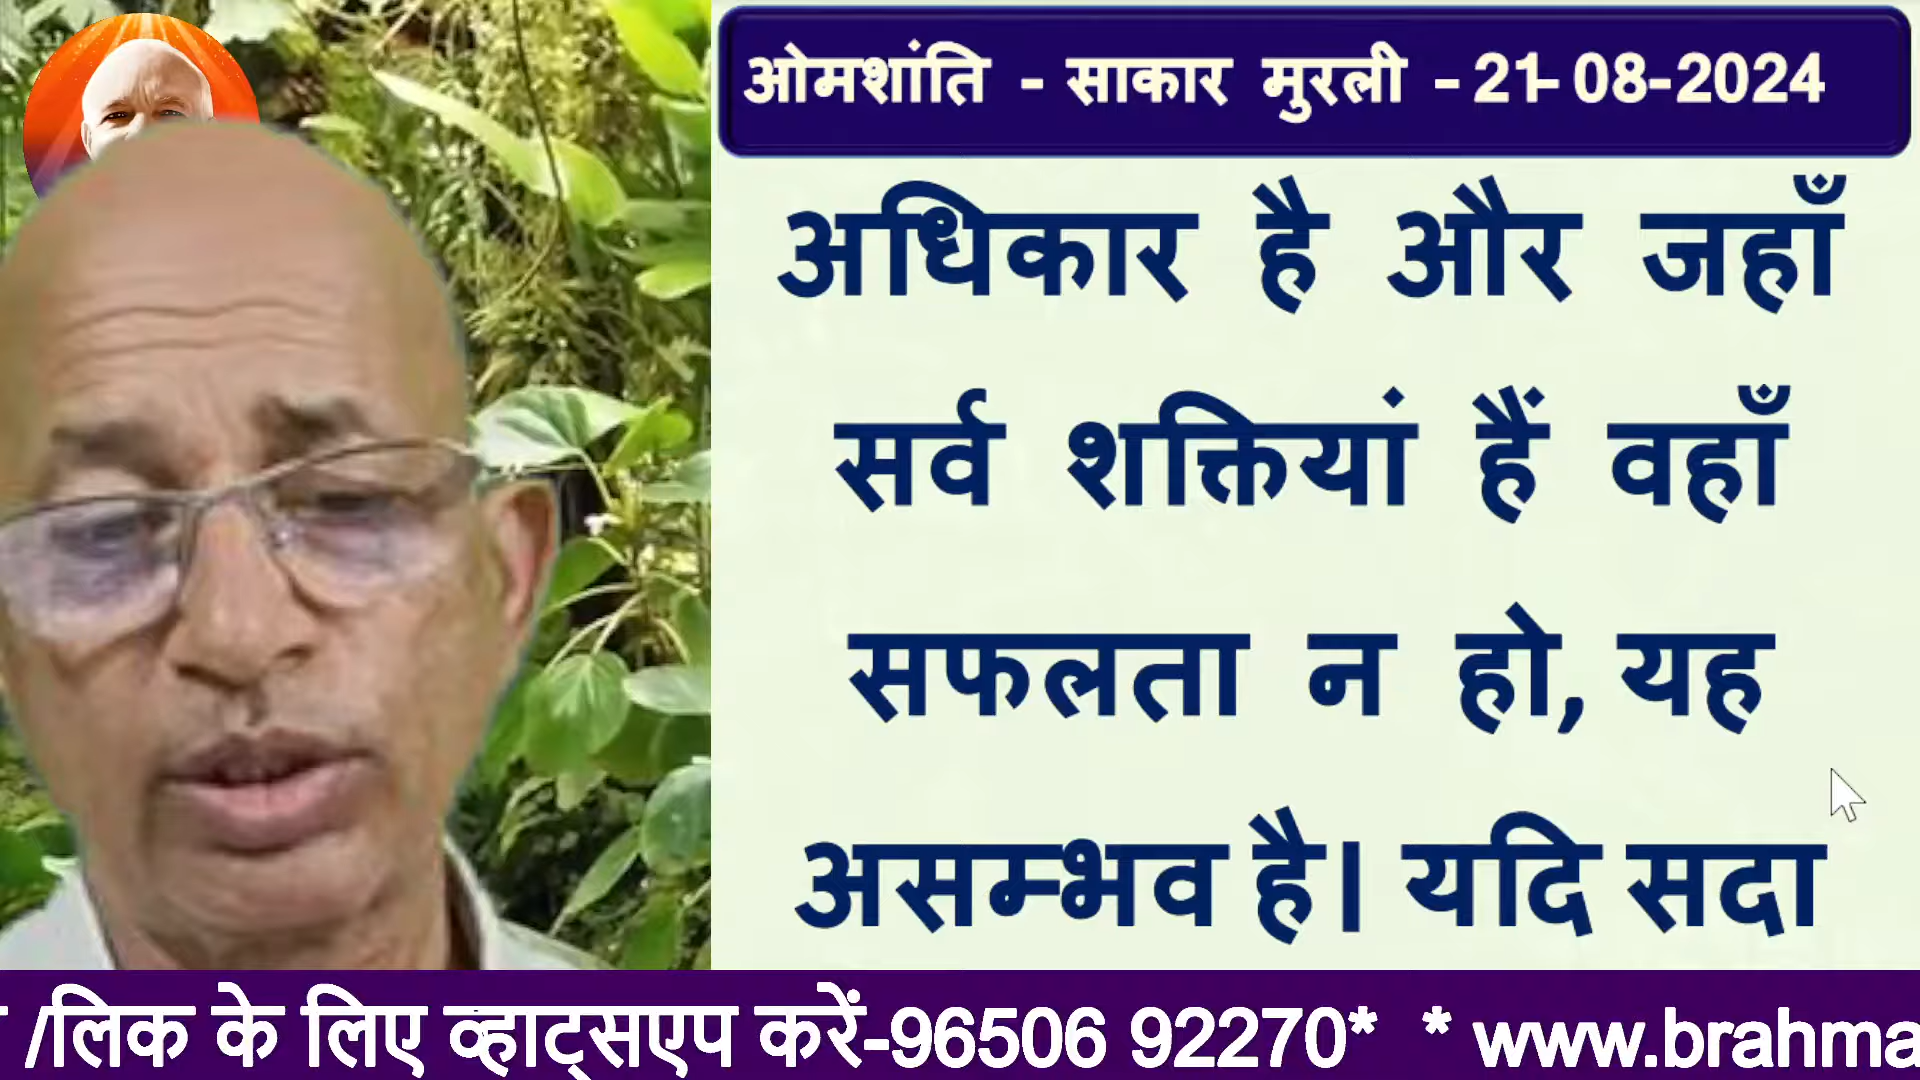 ओमशांति - साकार मुरली - 21- 08-2024
अधिकार है और जहाँ
सर्व शक्तियां हैं वहाँ
सफलता न हो, यह
असम्भव है। यदि सदा
/लिंक के लिए व्हाट्सएप करें-96506 92270* * www.brahma